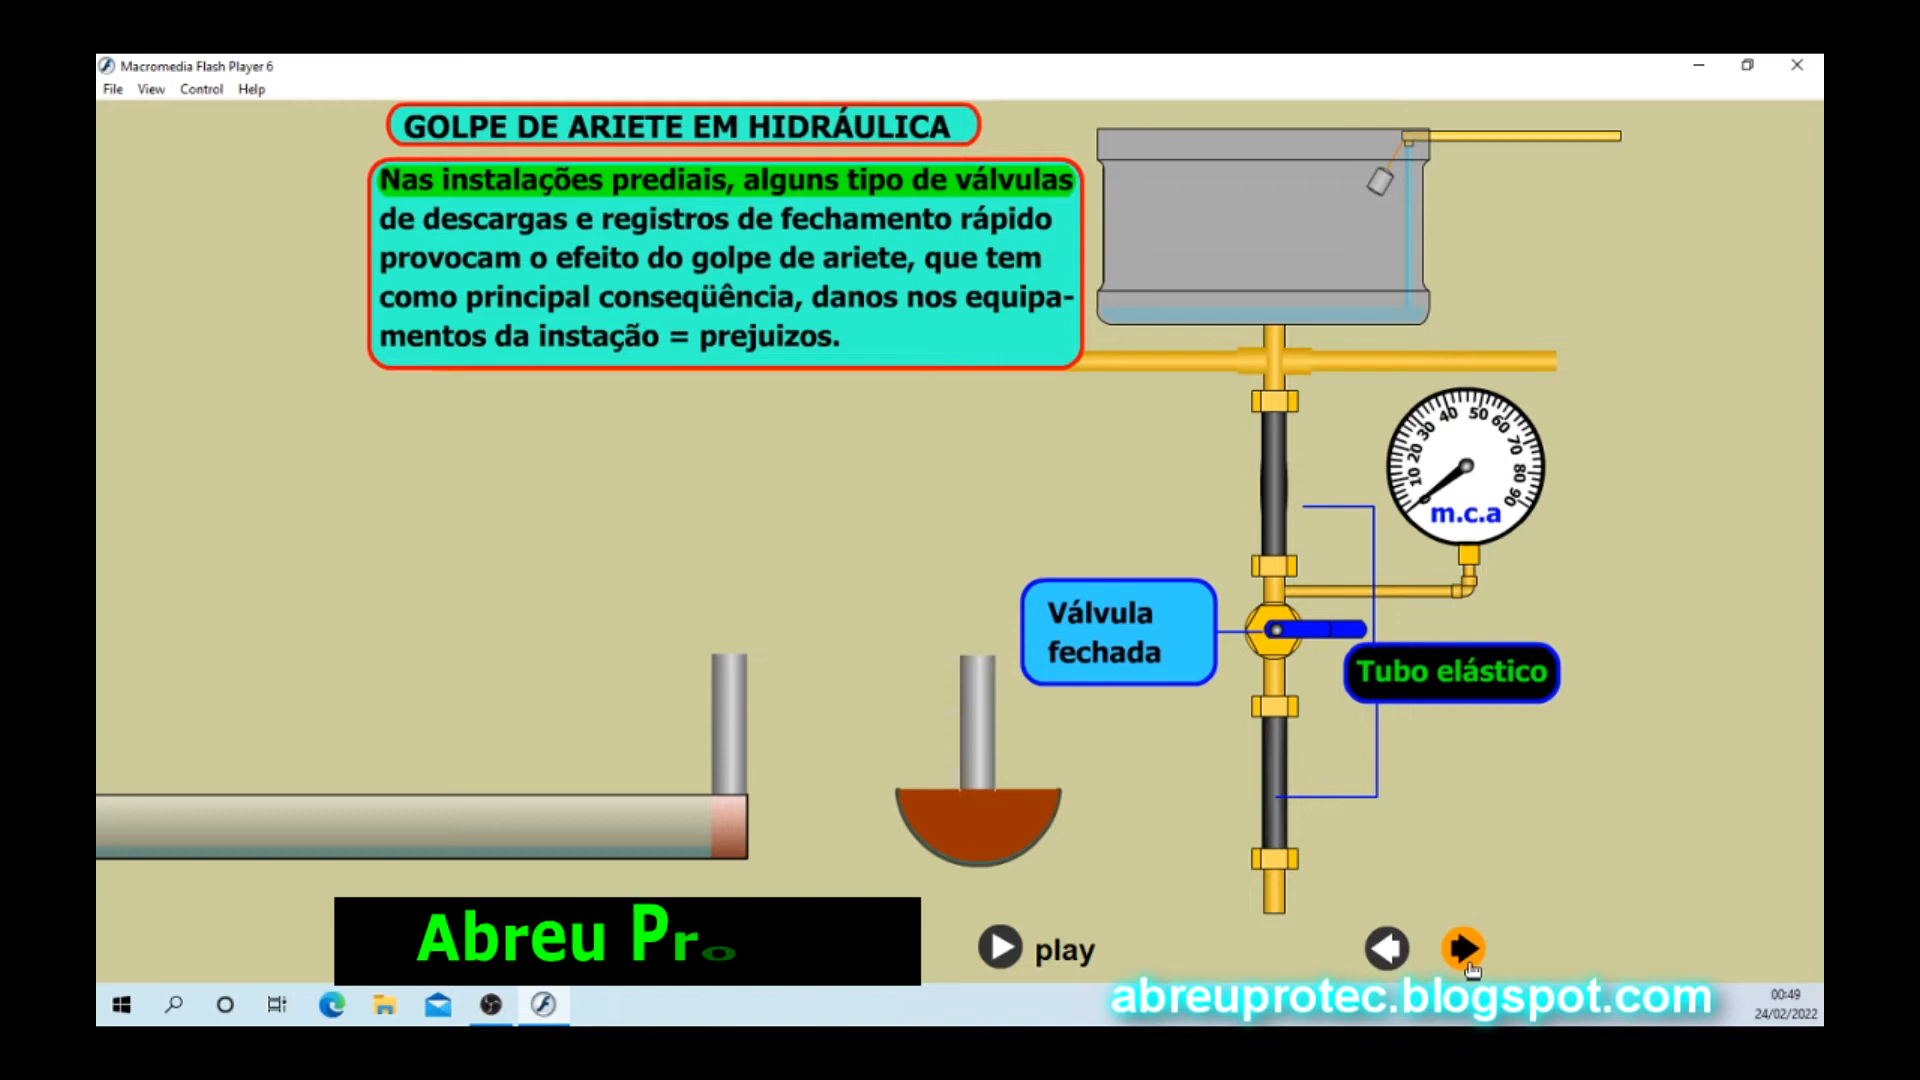 Macromedia Flash Player 6
File View Control Help
GOLPE DE ARIETE EM HIDRÁULICA
Nas instalações prediais, alguns tipo de válvulas
de descargas e registros de fechamento rápido
provocam o efeito do golpe de ariete, que tem
como principal conseqüência, danos nos equipa-
mentos da instação = prejuizos.
0 10 20 30 40 50 60 70 80 90
m.c.a
Válvula
fechada
Tubo elástico
Abreu Pro
play
abreuprotec.blogspot.com
00:49
24/02/2022